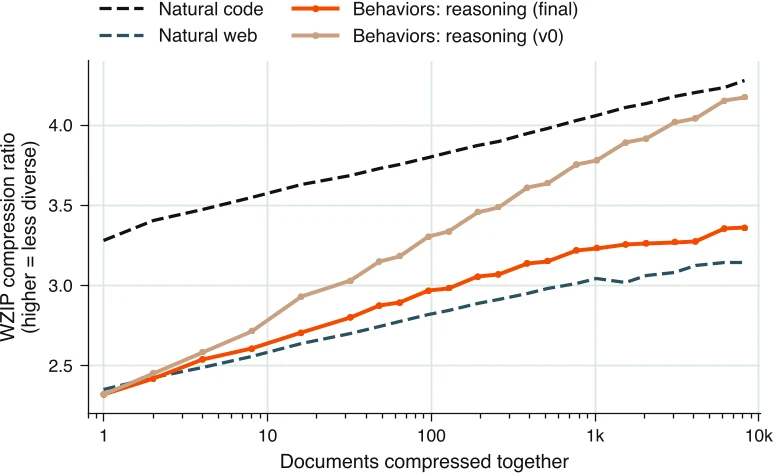 Natural code
Behaviors: reasoning (final)
Natural web
Behaviors: reasoning (v0)
WZIP compression ratio
(higher = less diverse)
4.0
3.5
3.0
2.5
1
10
100
1k
10k
Documents compressed together